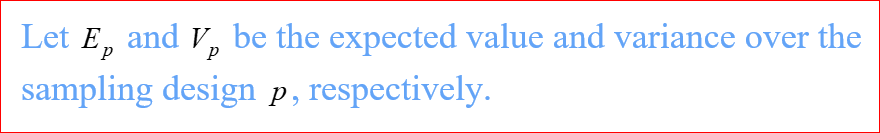 Let E_p and V_p be the expected value and variance over the
sampling design p, respectively.